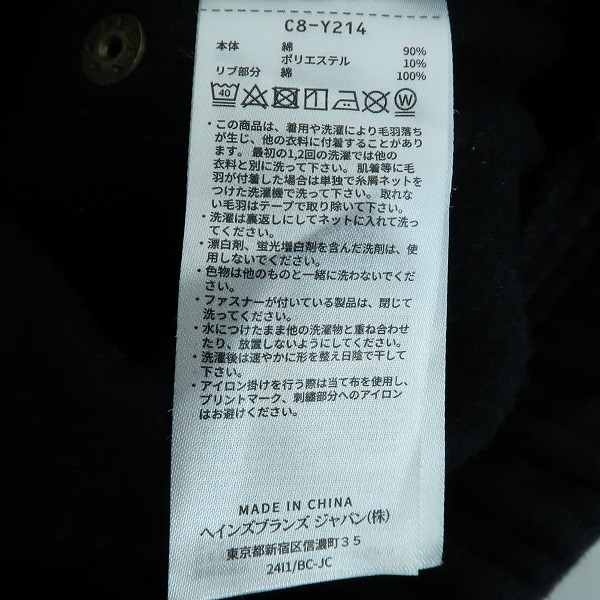 C8-Y214
本体 綿 90%
ポリエステル 10%
リブ部分 綿 100%
40 W
・この商品は、着用や洗濯により毛羽落ち
が生じ、他の衣料に付着することがあり
ます。最初の1,2回の洗濯では他の
衣料と別に洗って下さい。肌着等に毛
羽が付着した場合は単独で糸屑ネットを
つけた洗濯機で洗って下さい。取れな
い毛羽はテープで取り除いて下さい。
・洗濯は裏返しにしてネットに入れて洗っ
てください。
・漂白剤、蛍光増白剤を含んだ洗剤は、使
用しないでください。
・色物は他のものと一緒に洗わないでくだ
さい。
・ファスナーが付いている製品は、閉じて
洗ってください。
・水につけたまま他の洗濯物と重ね合わせ
たり、放置しないようにしてください。
・洗濯後は速やかに形を整え日陰で干して
下さい。
・アイロン掛けを行う際は当て布を使用し、
プリントマーク、刺繍部分へのアイロン
はお避けください。
MADE IN CHINA
ヘインズブランズ ジャパン(株)
東京都新宿区信濃町35
24I1/BC-JC